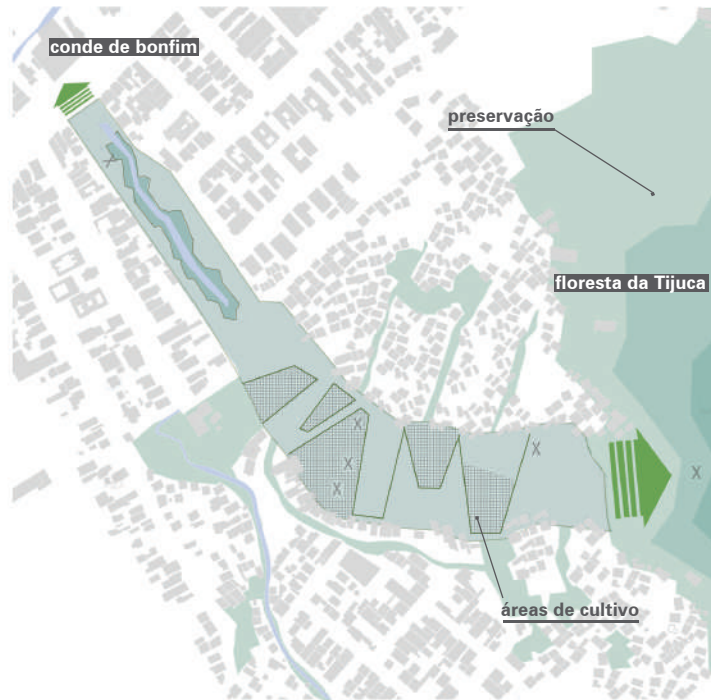 conde de bonfim
preservação
floresta da Tijuca
X
X
X
X
X
X
áreas de cultivo